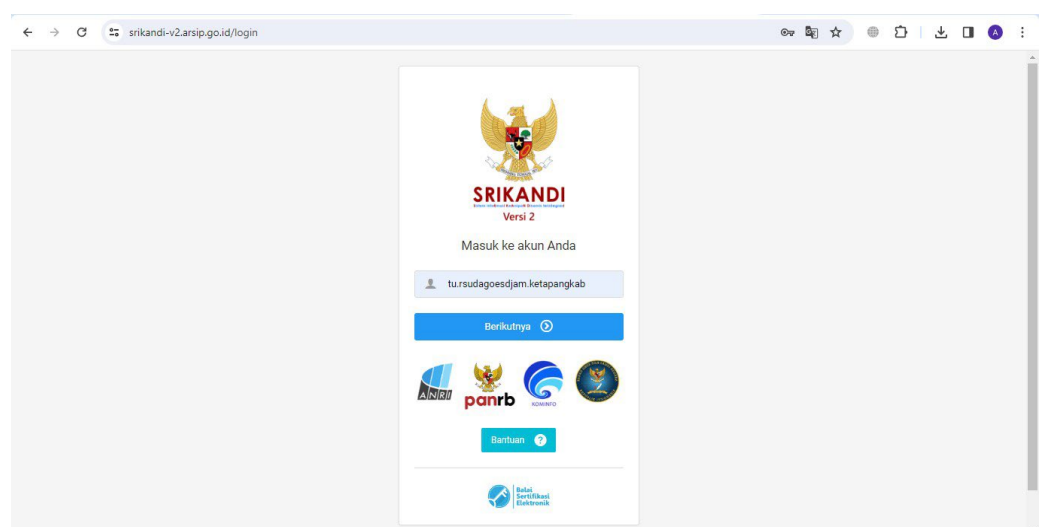 srikandi-v2.arsip.go.id/login
A
SRIKANDI
Versi 2
Masuk ke akun Anda
tu.rsudagoesdjam.ketapangkab
Berikutnya
ANRI
panrb
KOMINFO
Bantuan ?
Balai
Sertifikasi
Elektronik